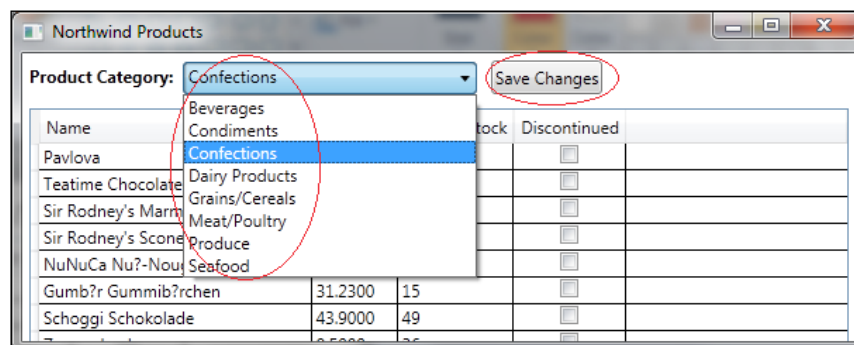 Northwind Products
Product Category: Confections Save Changes
Beverages
Condiments
Confections
Dairy Products
Grains/Cereals
Meat/Poultry
Produce
Seafood
Name tock Discontinued
Pavlova
Teatime Chocolate
Sir Rodney's Marm
Sir Rodney's Scone
NuNuCa Nu?-Noug
Gumb?r Gummib?rchen 31.2300 15
Schoggi Schokolade 43.9000 49